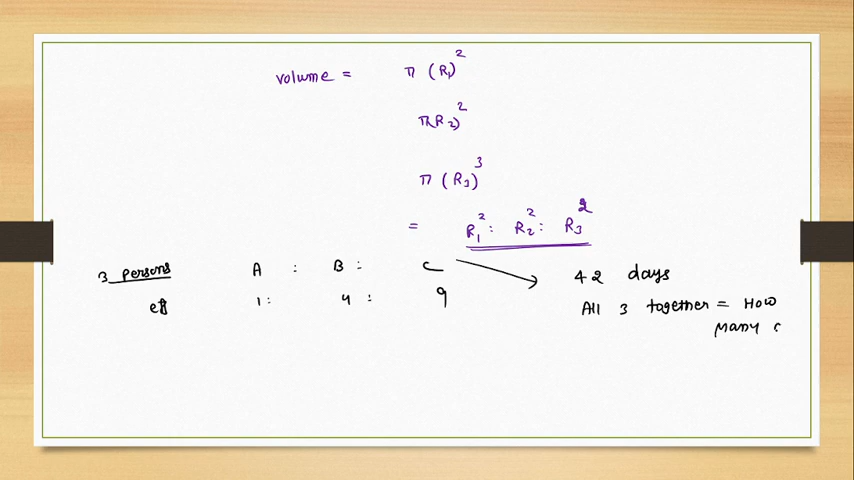 volume = π (R₁)²
π(R₂)²
π (R₃)³
= R₁² : R₂² : R₃²
3 persons A : B : C 42 days
eff 1 : 4 : 9 All 3 together = How
many